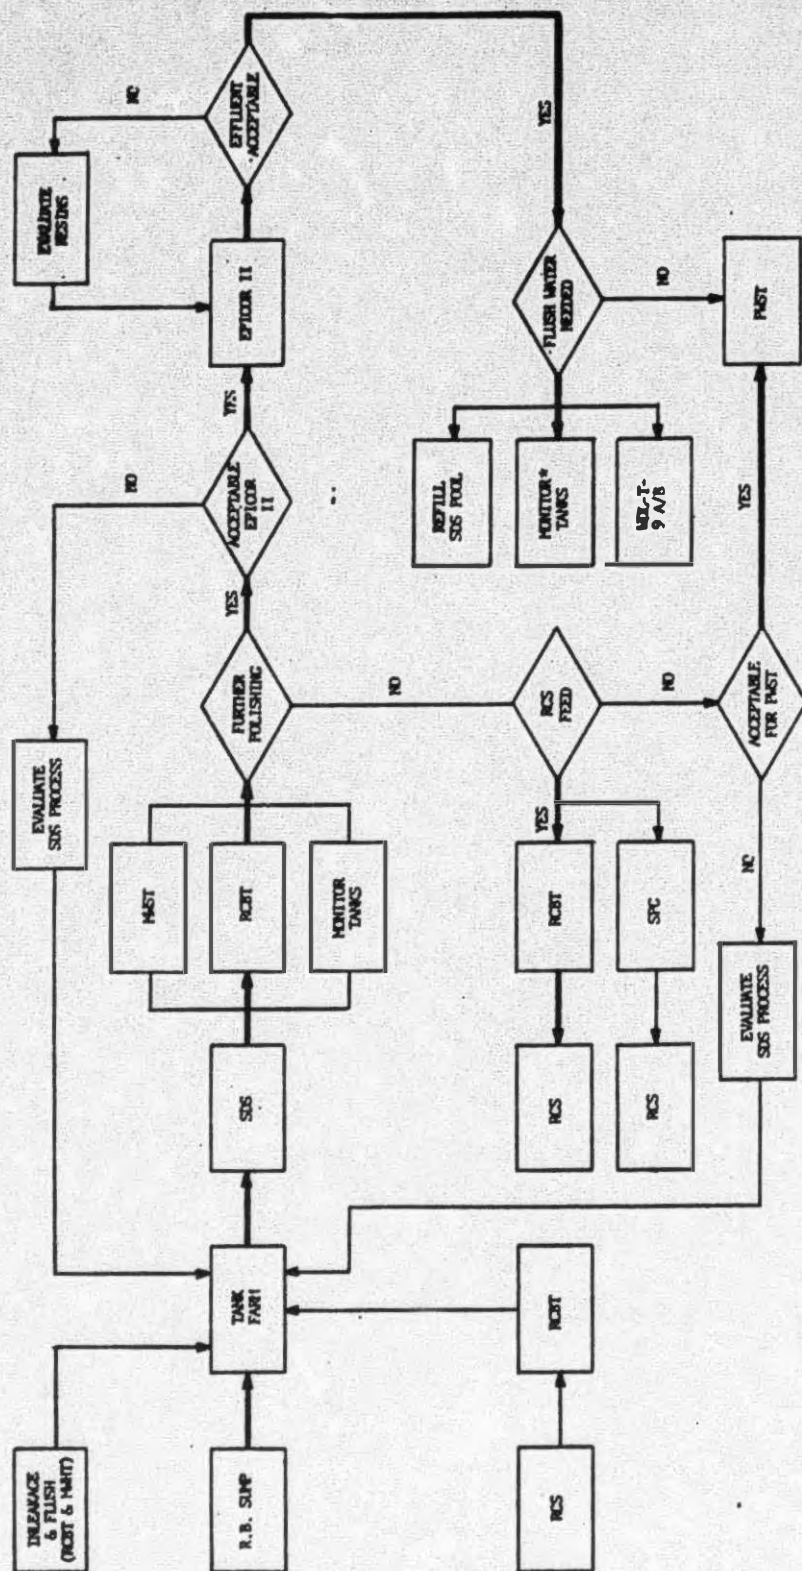 INLEAKAGE
& FLUSH
(RCBT & MWHT)
R.B. SUMP
RCS
RCBT
TANK
FARM
SDS
EVALUATE
SDS PROCESS
MWST
RCBT
MONITOR
TANKS
FURTHER
POLISHING
YES
NO
ACCEPTABLE
EPICOR
II
NO
YES
EPICOR II
EVALUATE
RESINS
EFFLUENT
ACCEPTABLE
NO
YES
FLUSH WATER
NEEDED
NO
REFILL
SDS POOL
MONITOR*
TANKS
9 A/B
RCS
FEED
YES
NO
RCBT
SPC
RCS
RCS
ACCEPTABLE
FOR PWST
YES
NO
EVALUATE
SDS PROCESS
PWST